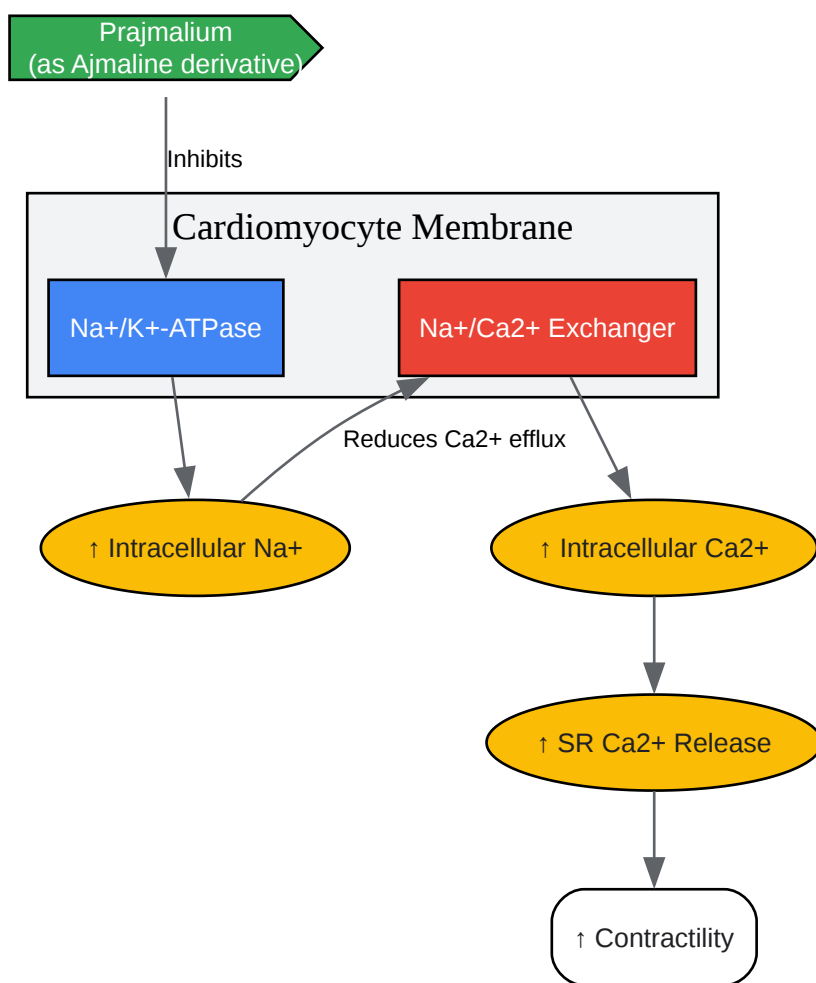 Prajmalium
(as Ajmaline derivative)
Inhibits
Cardiomyocyte Membrane
Na+/K+-ATPase
Na+/Ca2+ Exchanger
Reduces Ca2+ efflux
↑ Intracellular Na+
↑ Intracellular Ca2+
↑ SR Ca2+ Release
↑ Contractility